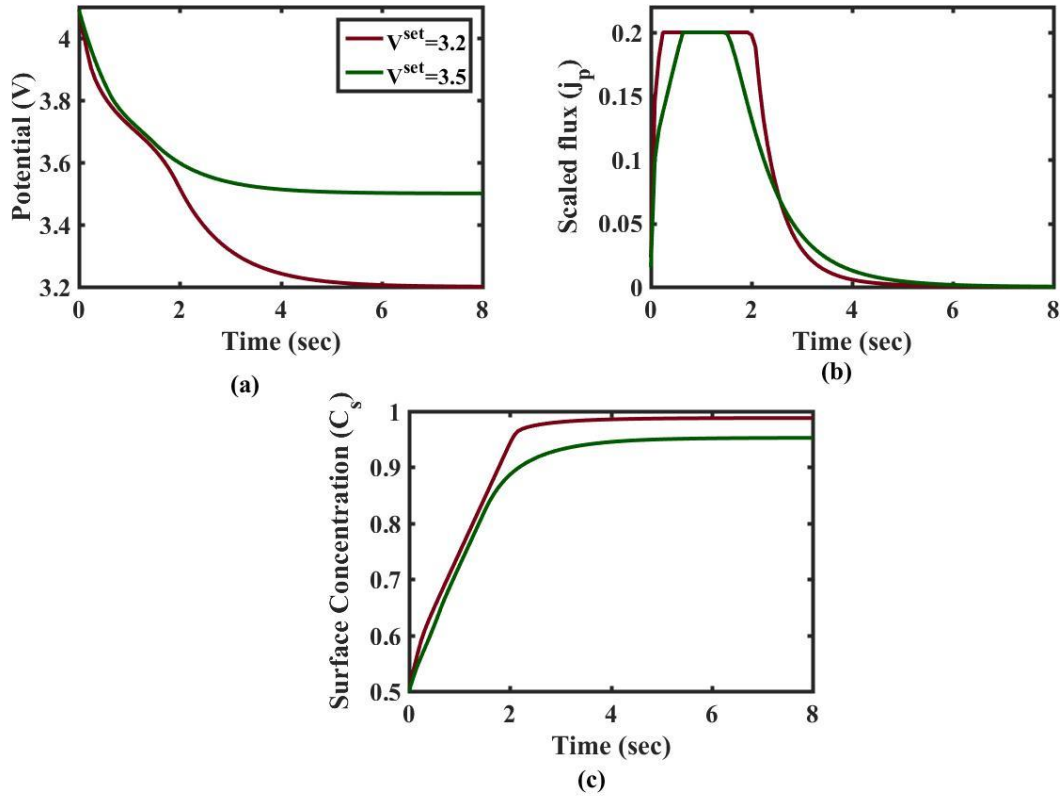 4
3.8
3.6
3.4
3.2
Potential (V)
V^set=3.2
V^set=3.5
0 2 4 6 8
Time (sec)
(a)
0.2
0.15
0.1
0.05
0
Scaled flux (j_p)
0 2 4 6 8
Time (sec)
(b)
1
0.9
0.8
0.7
0.6
0.5
Surface Concentration (C_s)
0 2 4 6 8
Time (sec)
(c)